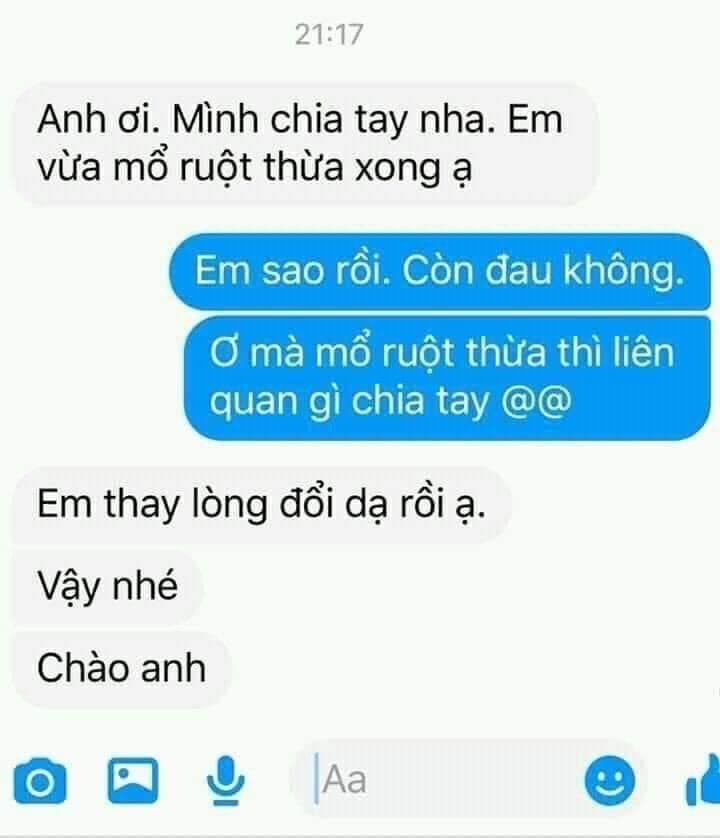 21:17
Anh ơi. Mình chia tay nha. Em
vừa mổ ruột thừa xong ạ
Em sao rồi. Còn đau không.
Ơ mà mổ ruột thừa thì liên
quan gì chia tay @@
Em thay lòng đổi dạ rồi ạ.
Vậy nhé
Chào anh
Aa